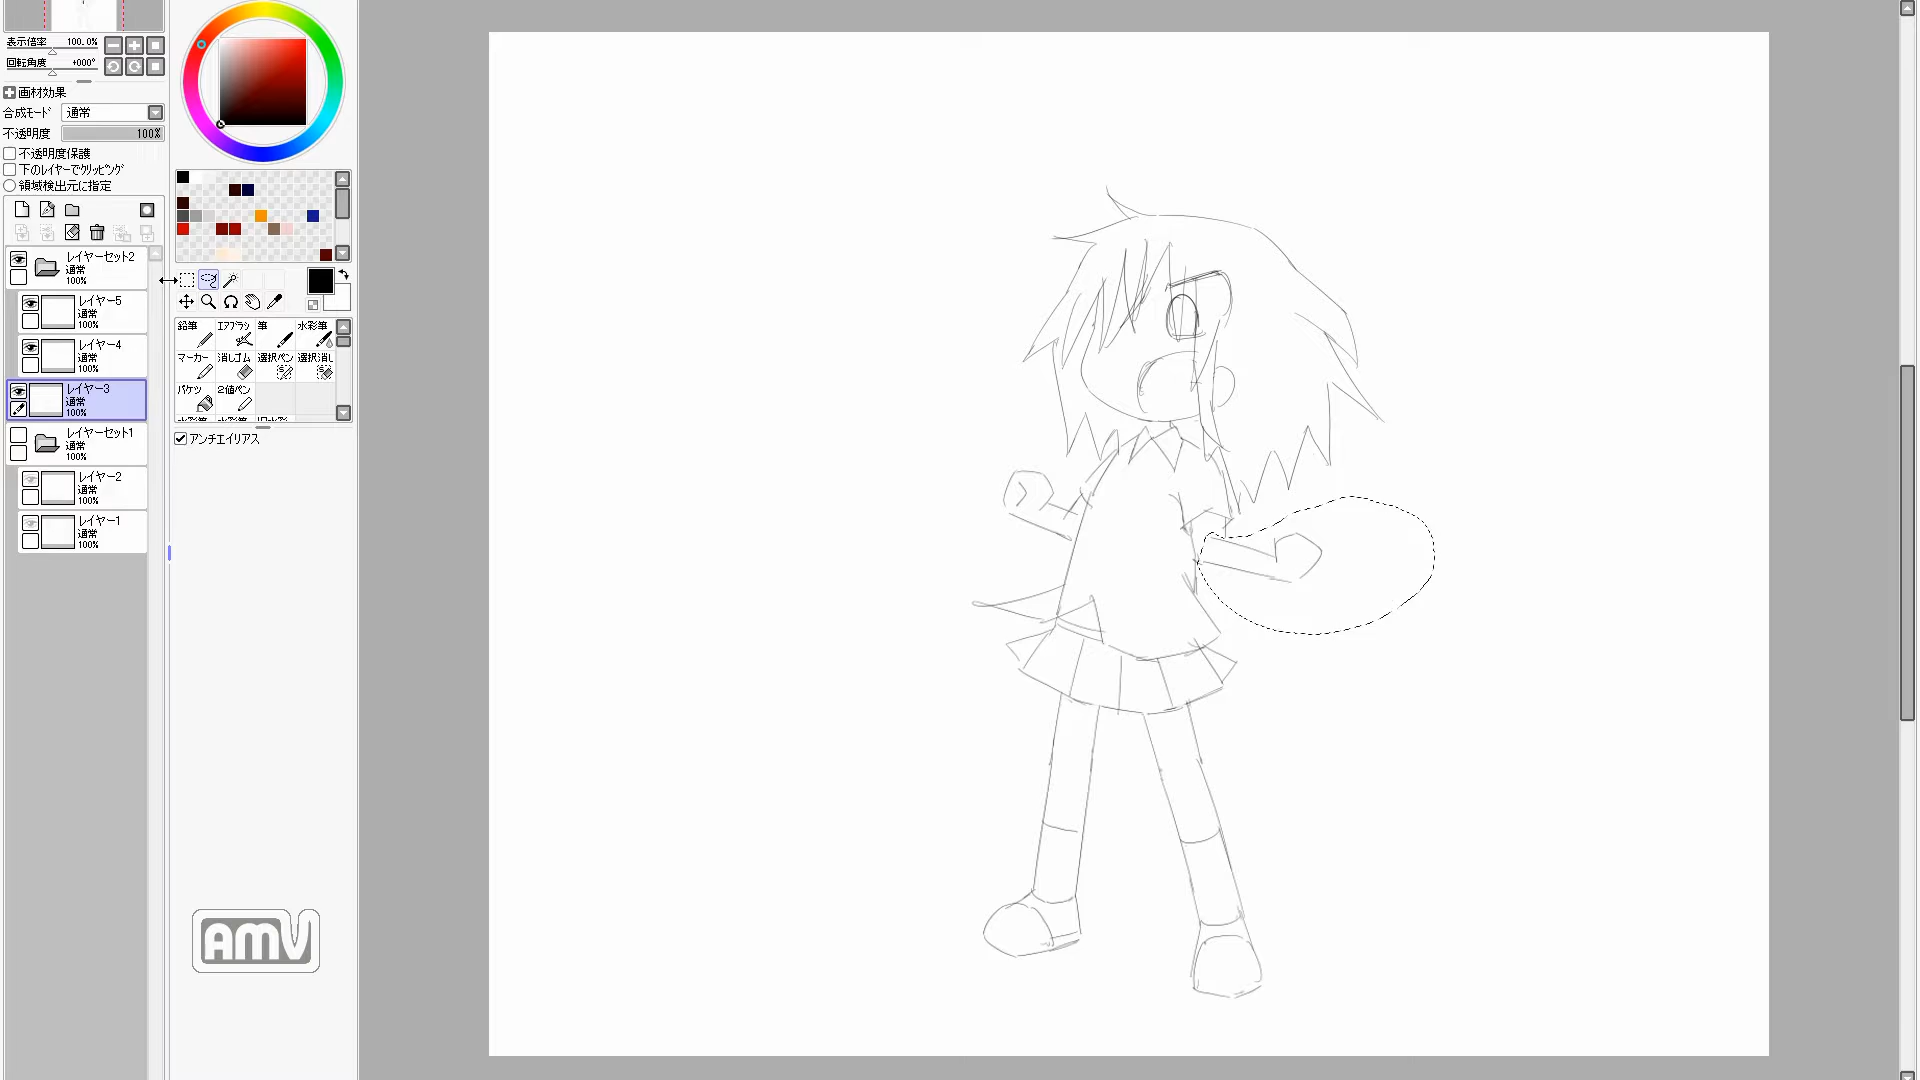 表示倍率 100.0%
回転角度 +000°
画材効果
合成モード 通常
不透明度 100%
不透明度保護
下のレイヤーでクリッピング
領域検出元に指定
レイヤーセット2
通常
100%
レイヤー5
通常
100%
レイヤー4
通常
100%
レイヤー3
通常
100%
レイヤーセット1
通常
100%
レイヤー2
通常
100%
レイヤー1
通常
100%
鉛筆 エアブラシ 筆 水彩筆
マーカー 消しゴム 選択ペン 選択消し
バケツ 2値ペン
アンチエイリアス
AMV